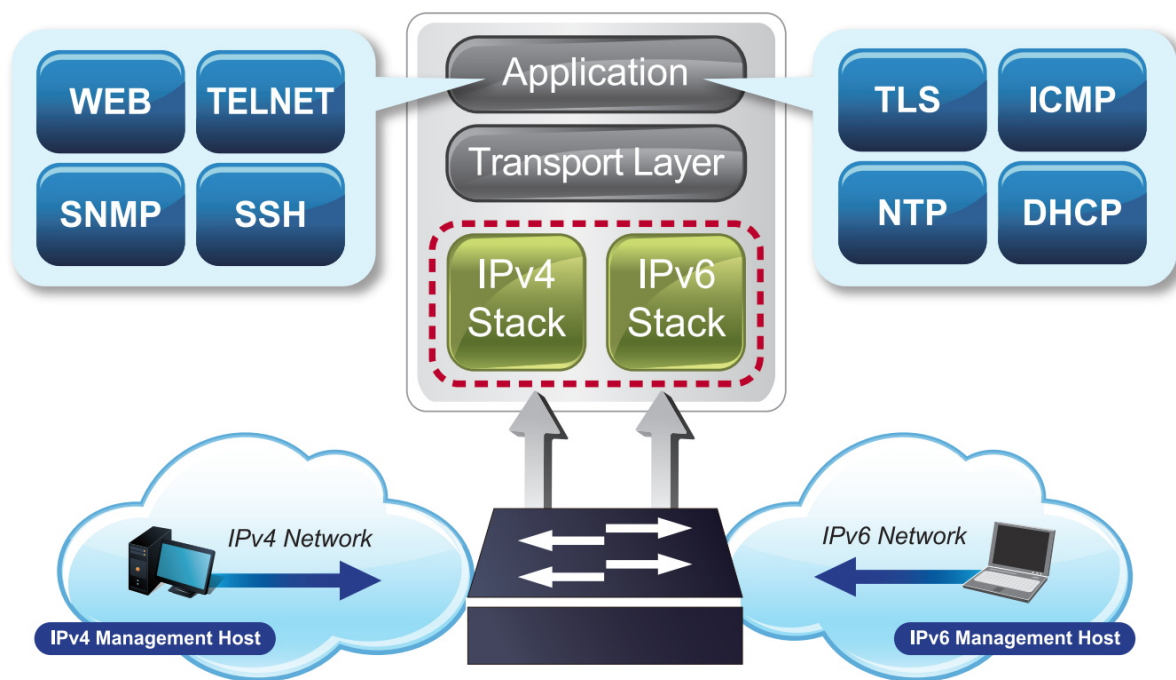 WEB
TELNET
SNMP
SSH
Application
Transport Layer
IPv4
Stack
IPv6
Stack
TLS
ICMP
NTP
DHCP
IPv4 Network
IPv4 Management Host
IPv6 Network
IPv6 Management Host